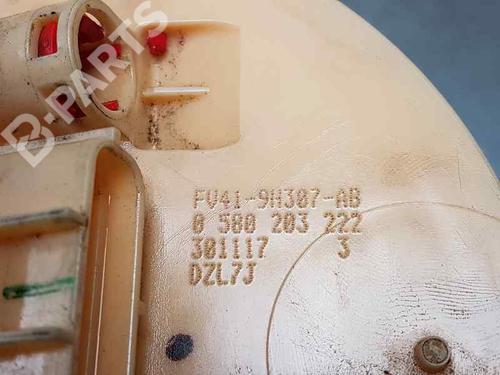 B-PARTS
FV41-9H307-AB
0 580 203 222
301117 3
DZL7J